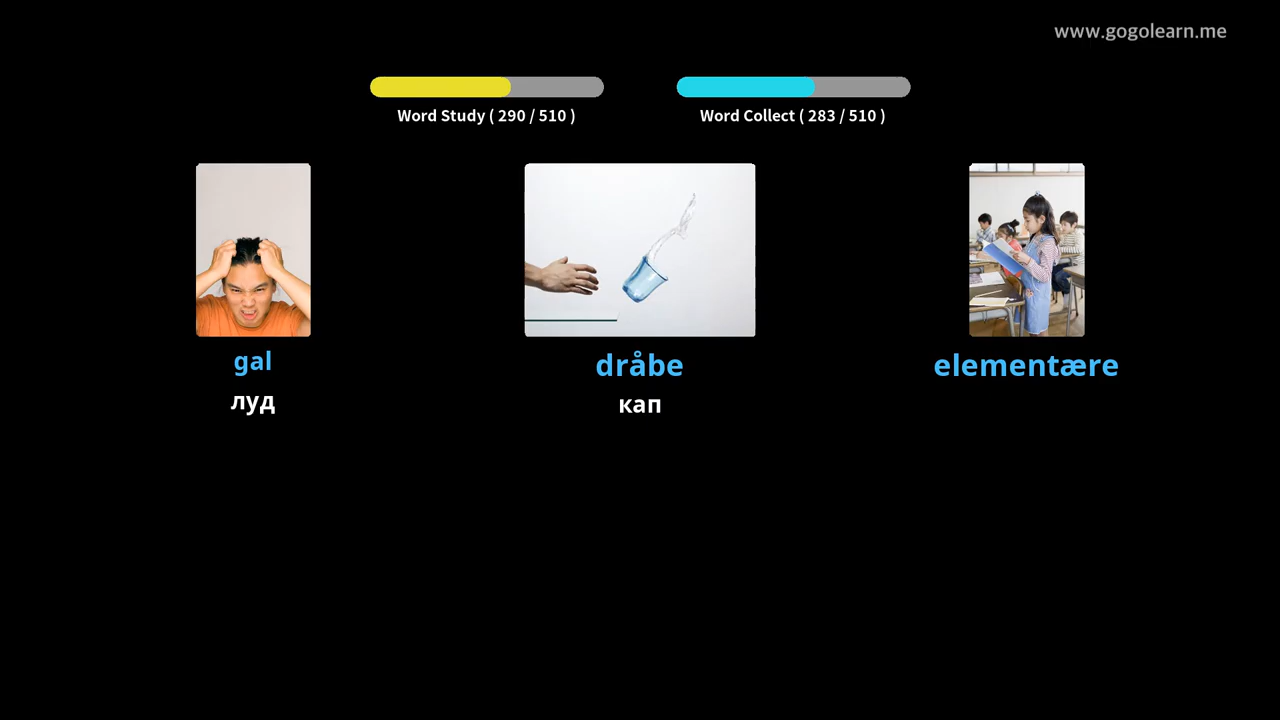 www.gogolearn.me
Word Study ( 290 / 510 )
Word Collect ( 283 / 510 )
gal
луд
dråbe
кап
elementære